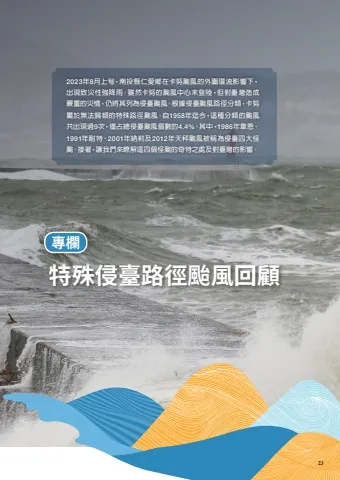 2023年8月上旬，南投縣仁愛鄉在卡努颱風的外圍環流影響下，
出現致災性強降雨。雖然卡努的颱風中心未登陸，但對臺灣造成
嚴重的災情，仍將其列為侵臺颱風。根據侵臺颱風路徑分類，卡努
屬於無法歸類的特殊路徑颱風，自1958年迄今，這種分類的颱風
共出現過9次，僅占總侵臺颱風個數的4.4%。其中，1986年韋恩、
1991年耐特、2001年納莉及2012年天秤颱風被稱為侵臺四大怪
颱。接著，讓我們來瞭解這四個怪颱的奇特之處及對臺灣的影響。
專欄
特殊侵臺路徑颱風回顧
23